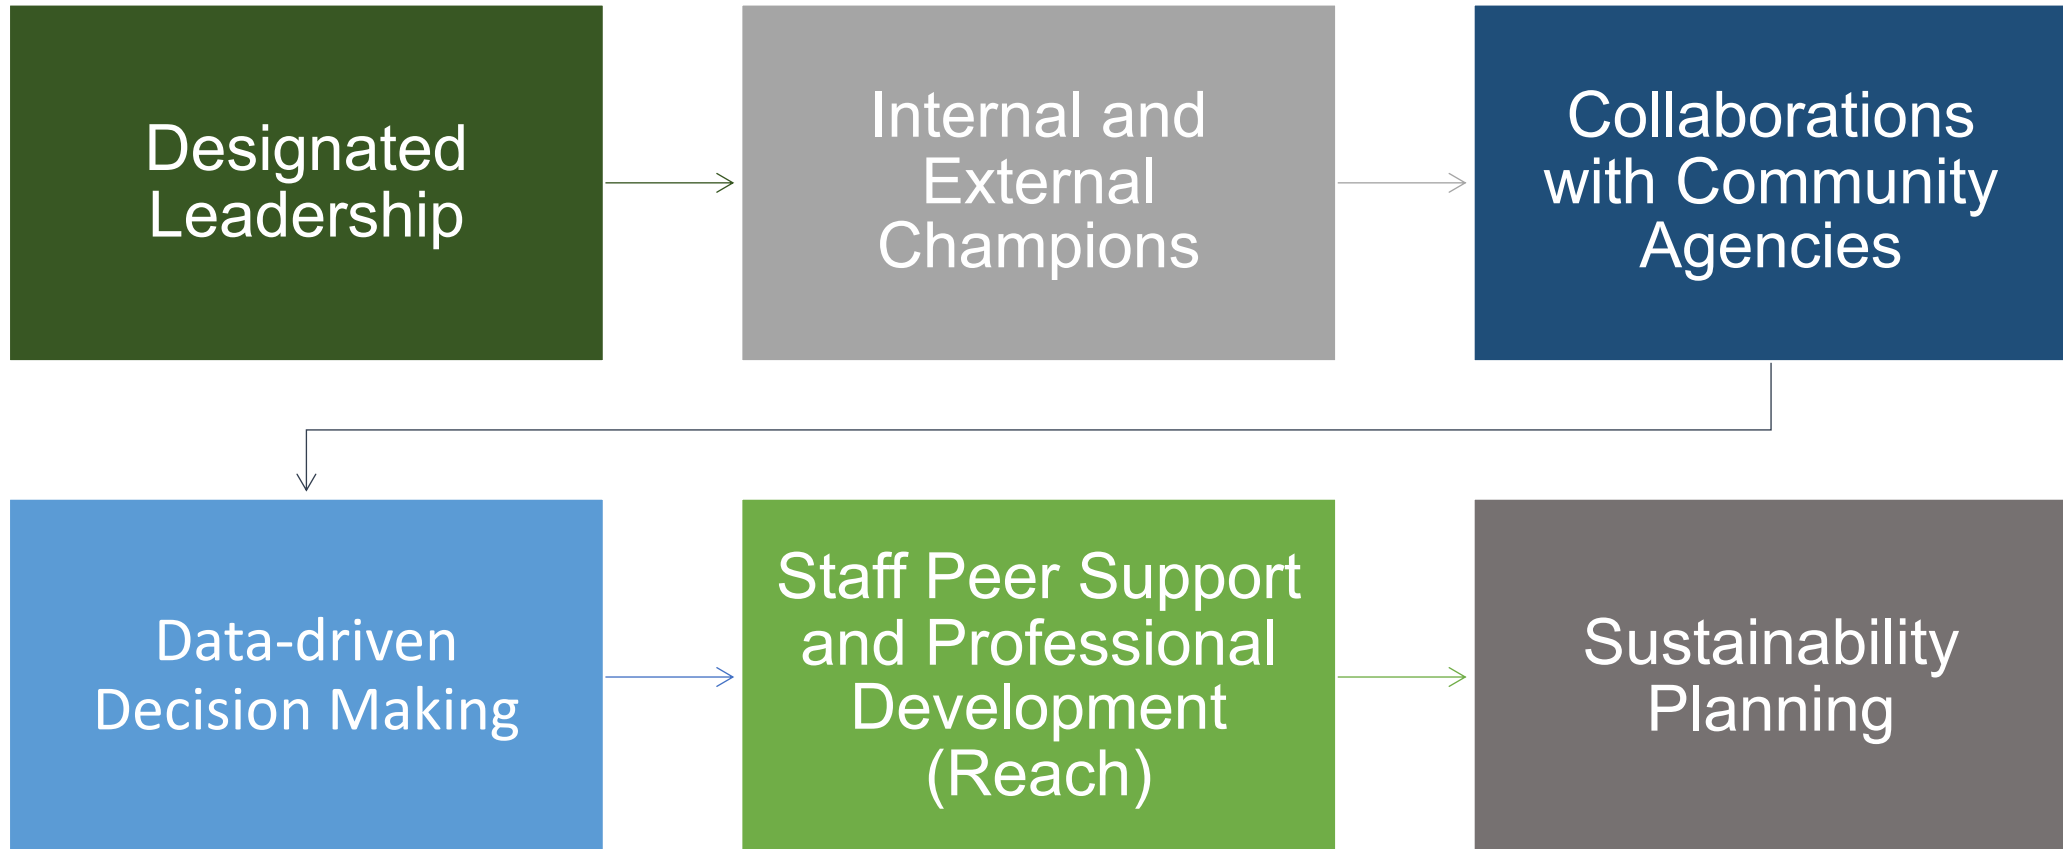 Designated
Leadership
Internal and
External
Champions
Collaborations
with Community
Agencies
Data-driven
Decision Making
Staff Peer Support
and Professional
Development
(Reach)
Sustainability
Planning